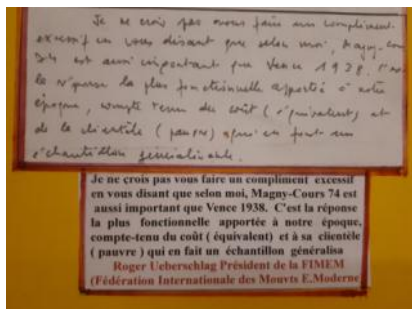 Je ne crois pas vous faire un compliment
excessif en vous disant que selon moi, Magny-Cours
74 est aussi important que Vence 1938. C'est
la réponse la plus fonctionnelle apportée à notre
époque, compte tenu du coût (équivalent) et
de la clientèle (pauvre) qui en font un
échantillon généralisable.
Je ne crois pas vous faire un compliment excessif
en vous disant que selon moi, Magny-Cours 74 est
aussi important que Vence 1938. C'est la réponse
la plus fonctionnelle apportée à notre époque,
compte-tenu du coût ( équivalent) et à sa clientèle
( pauvre ) qui en fait un échantillon généralisa
Roger Ueberschlag Président de la FIMEM
(Fédération Internationale des Mouvts E.Moderne